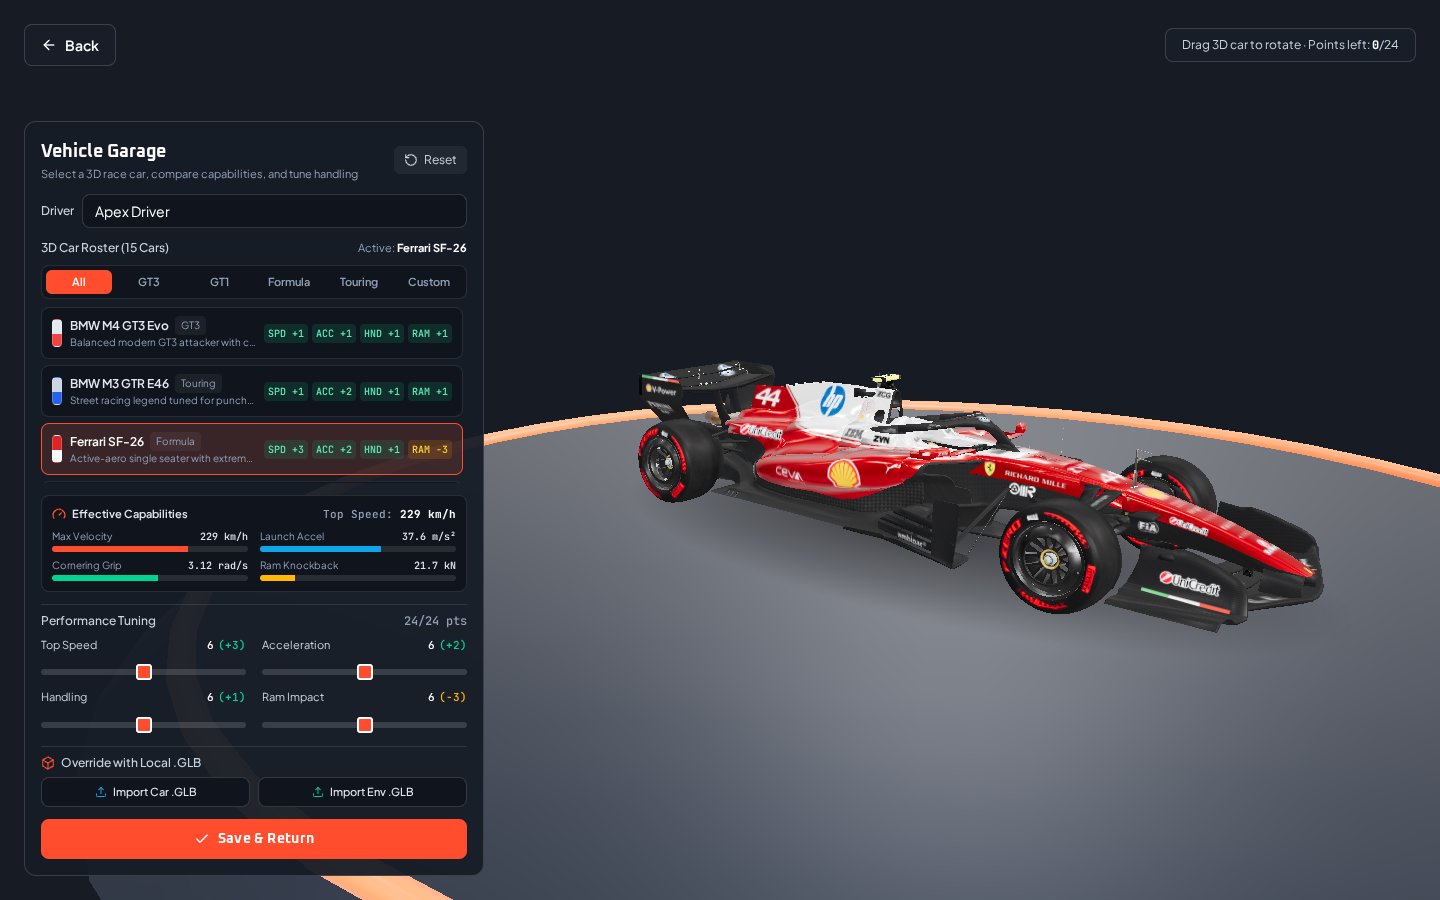 Back
Drag 3D car to rotate · Points left: 0/24
Vehicle Garage
Select a 3D race car, compare capabilities, and tune handling
Reset
Driver
Apex Driver
3D Car Roster (15 Cars)
Active: Ferrari SF-26
All GT3 GT1 Formula Touring Custom
BMW M4 GT3 Evo GT3
Balanced modern GT3 attacker with c...
SPD +1 ACC +1 HND +1 RAM +1
BMW M3 GTR E46 Touring
Street racing legend tuned for punch...
SPD +1 ACC +2 HND +1 RAM +1
Ferrari SF-26 Formula
Active-aero single seater with extrem...
SPD +3 ACC +2 HND +1 RAM -3
Effective Capabilities
Top Speed: 229 km/h
Max Velocity 229 km/h
Launch Accel 37.6 m/s²
Cornering Grip 3.12 rad/s
Ram Knockback 21.7 kN
Performance Tuning 24/24 pts
Top Speed 6 (+3)
Acceleration 6 (+2)
Handling 6 (+1)
Ram Impact 6 (-3)
Override with Local .GLB
Import Car .GLB
Import Env .GLB
Save & Return
V-Power
44
hp
ZCG
UniCredit
IBM
ZYN
CEVA
RICHARD MILLE
FIA
UniCredit
UniCredit